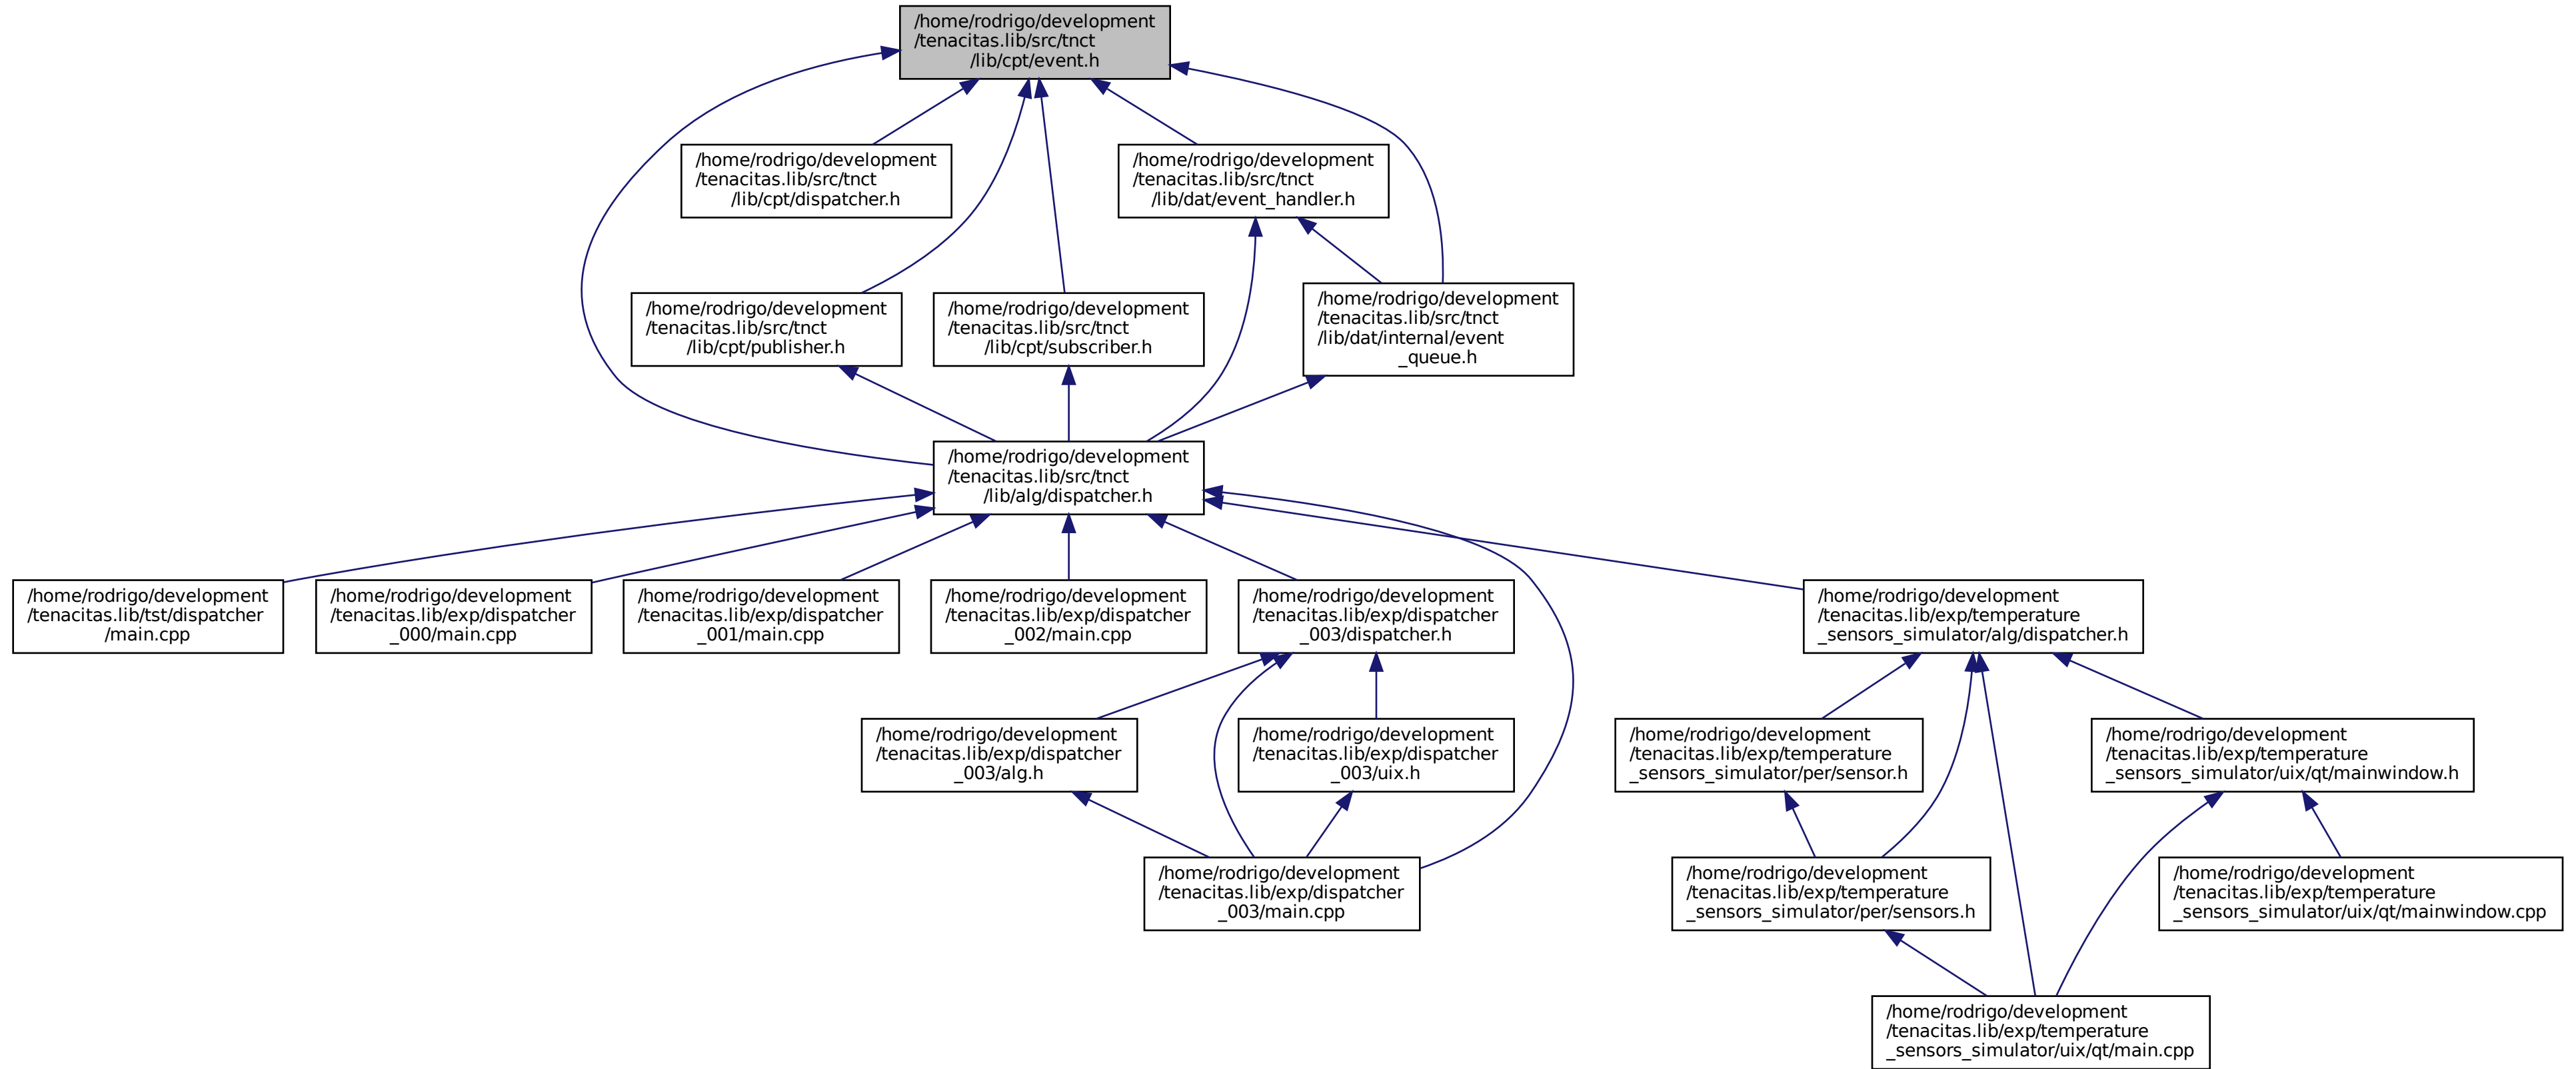 /home/rodrigo/development
/tenacitas.lib/src/tnct
/lib/cpt/event.h
/home/rodrigo/development
/tenacitas.lib/src/tnct
/lib/cpt/dispatcher.h
/home/rodrigo/development
/tenacitas.lib/src/tnct
/lib/dat/event_handler.h
/home/rodrigo/development
/tenacitas.lib/src/tnct
/lib/cpt/publisher.h
/home/rodrigo/development
/tenacitas.lib/src/tnct
/lib/cpt/subscriber.h
/home/rodrigo/development
/tenacitas.lib/src/tnct
/lib/dat/internal/event
_queue.h
/home/rodrigo/development
/tenacitas.lib/src/tnct
/lib/alg/dispatcher.h
/home/rodrigo/development
/tenacitas.lib/tst/dispatcher
/main.cpp
/home/rodrigo/development
/tenacitas.lib/exp/dispatcher
_000/main.cpp
/home/rodrigo/development
/tenacitas.lib/exp/dispatcher
_001/main.cpp
/home/rodrigo/development
/tenacitas.lib/exp/dispatcher
_002/main.cpp
/home/rodrigo/development
/tenacitas.lib/exp/dispatcher
_003/dispatcher.h
/home/rodrigo/development
/tenacitas.lib/exp/temperature
_sensors_simulator/alg/dispatcher.h
/home/rodrigo/development
/tenacitas.lib/exp/dispatcher
_003/alg.h
/home/rodrigo/development
/tenacitas.lib/exp/dispatcher
_003/uix.h
/home/rodrigo/development
/tenacitas.lib/exp/temperature
_sensors_simulator/per/sensor.h
/home/rodrigo/development
/tenacitas.lib/exp/temperature
_sensors_simulator/uix/qt/mainwindow.h
/home/rodrigo/development
/tenacitas.lib/exp/dispatcher
_003/main.cpp
/home/rodrigo/development
/tenacitas.lib/exp/temperature
_sensors_simulator/per/sensors.h
/home/rodrigo/development
/tenacitas.lib/exp/temperature
_sensors_simulator/uix/qt/mainwindow.cpp
/home/rodrigo/development
/tenacitas.lib/exp/temperature
_sensors_simulator/uix/qt/main.cpp